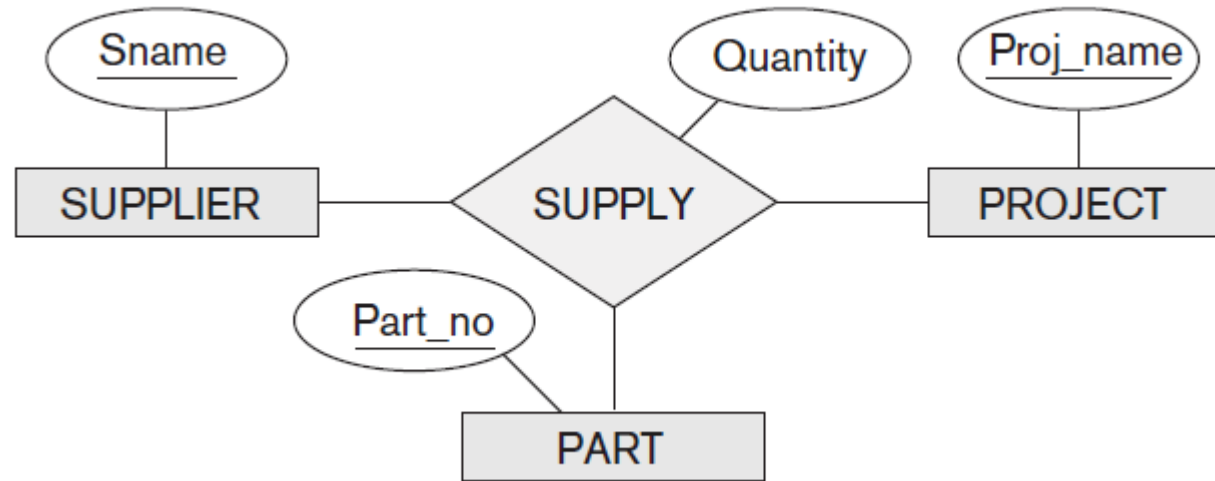 Sname
Quantity
Proj_name
SUPPLIER
SUPPLY
PROJECT
Part_no
PART